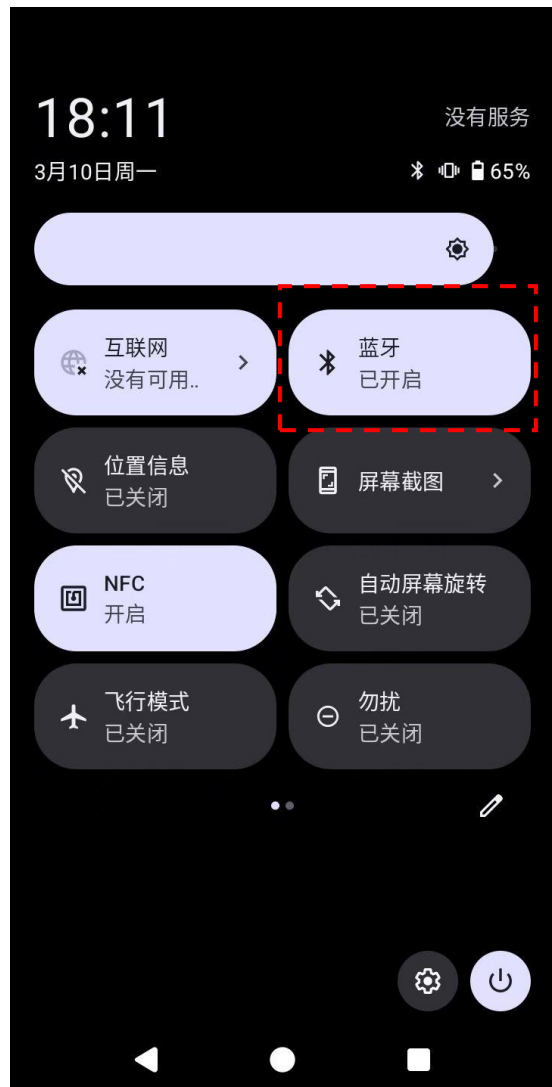 18:11
没有服务
3月10日周一
65%
互联网
没有可用..
蓝牙
已开启
位置信息
已关闭
屏幕截图
NFC
开启
自动屏幕旋转
已关闭
飞行模式
已关闭
勿扰
已关闭